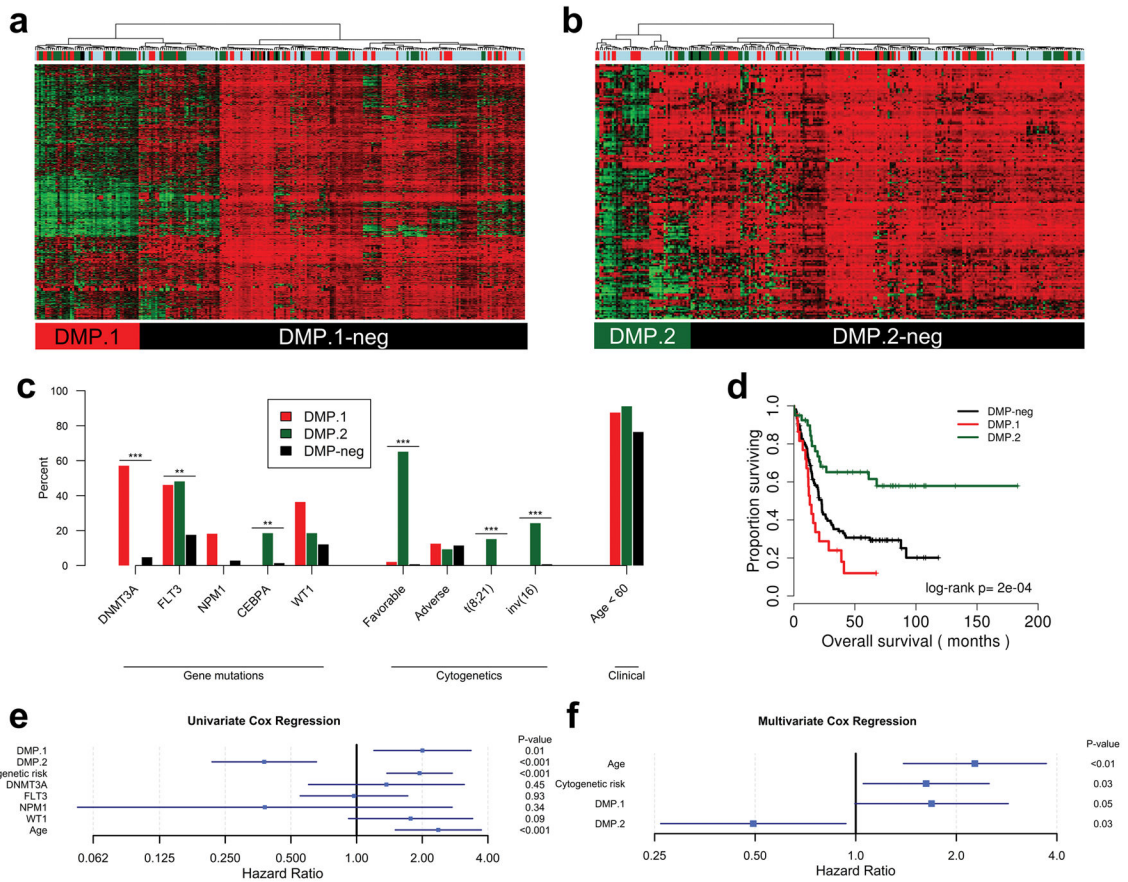 a
b
DMP.1 DMP.1-neg
DMP.2 DMP.2-neg
c
100
80
60
40
20
0
Percent
DMP.1
DMP.2
DMP-neg
***
**
**
***
***
***
DNMT3A
FLT3
NPM1
CEBPA
WT1
Favorable
Adverse
t(8;21)
inv(16)
Age < 60
Gene mutations
Cytogenetics
Clinical
d
1.0
0.8
0.6
0.4
0.2
0.0
Proportion surviving
DMP-neg
DMP.1
DMP.2
log-rank p= 2e-04
0 50 100 150 200
Overall survival ( months )
e
Univariate Cox Regression
P-value
DMP.1 0.01
DMP.2 <0.001
genetic risk <0.001
DNMT3A 0.45
FLT3 0.93
NPM1 0.34
WT1 0.09
Age <0.001
0.062 0.125 0.250 0.500 1.00 2.00 4.00
Hazard Ratio
f
Multivariate Cox Regression
P-value
Age <0.01
Cytogenetic risk 0.03
DMP.1 0.05
DMP.2 0.03
0.25 0.50 1.0 2.0 4.0
Hazard Ratio